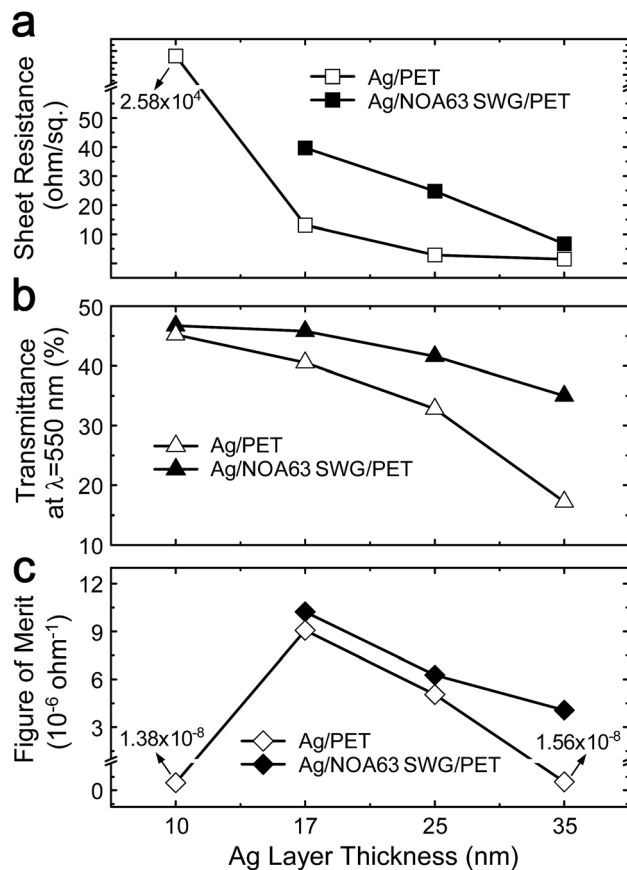 a
Sheet Resistance
(ohm/sq.)
50
40
30
20
10
2.58x10⁴
Ag/PET
Ag/NOA63 SWG/PET
b
Transmittance
at λ=550 nm (%)
50
40
30
20
10
Ag/PET
Ag/NOA63 SWG/PET
c
Figure of Merit
(10⁻⁶ ohm⁻¹)
12
9
6
3
0
1.38x10⁻⁸
1.56x10⁻⁸
Ag/PET
Ag/NOA63 SWG/PET
10 17 25 35
Ag Layer Thickness (nm)